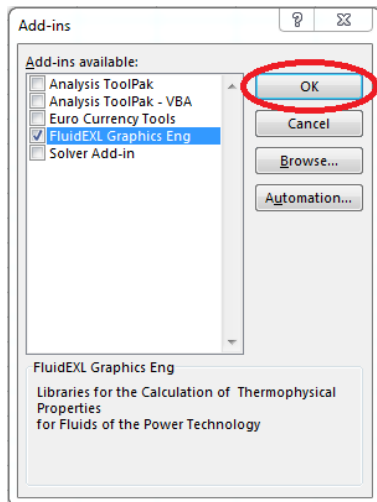 Add-ins
Add-ins available:
Analysis ToolPak
Analysis ToolPak - VBA
Euro Currency Tools
FluidEXL Graphics Eng
Solver Add-in
OK
Cancel
Browse...
Automation...
FluidEXL Graphics Eng
Libraries for the Calculation of Thermophysical
Properties
for Fluids of the Power Technology